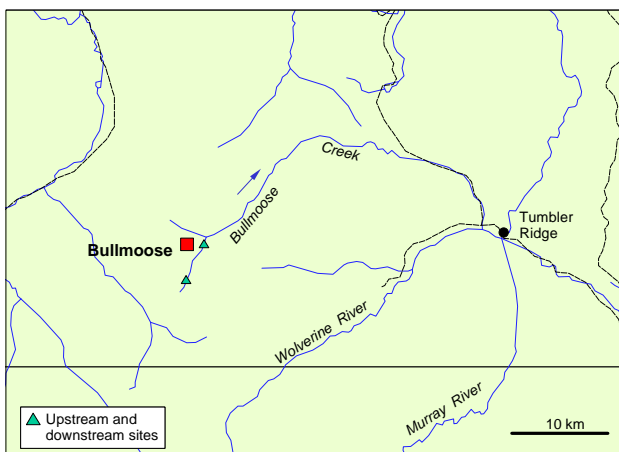 Creek
Bullmoose
Tumbler
Ridge
Bullmoose
Wolverine River
Murray River
Upstream and
downstream sites
10 km